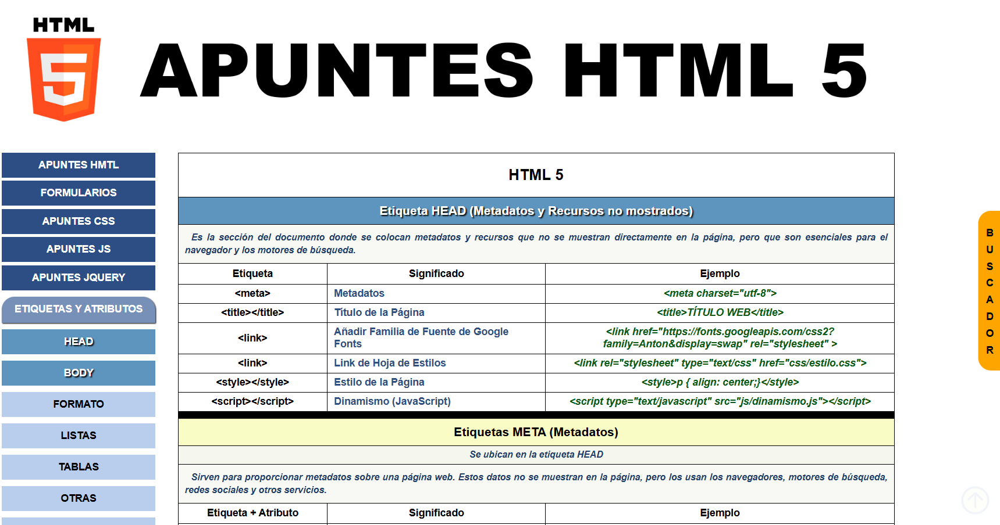 HTML
5
APUNTES HTML 5
APUNTES HMTL
FORMULARIOS
APUNTES CSS
APUNTES JS
APUNTES JQUERY
ETIQUETAS Y ATRIBUTOS
HEAD
BODY
FORMATO
LISTAS
TABLAS
OTRAS
HTML 5
Etiqueta HEAD (Metadatos y Recursos no mostrados)
Es la sección del documento donde se colocan metadatos y recursos que no se muestran directamente en la página, pero que son esenciales para el
navegador y los motores de búsqueda.
Etiqueta Significado Ejemplo
<meta> Metadatos <meta charset="utf-8">
<title></title> Título de la Página <title>TÍTULO WEB</title>
<link> Añadir Familia de Fuente de Google
Fonts
<link href="https://fonts.googleapis.com/css2?
family=Anton&display=swap" rel="stylesheet" >
<link> Link de Hoja de Estilos <link rel="stylesheet" type="text/css" href="css/estilo.css">
<style></style> Estilo de la Página <style>p { align: center;}</style>
<script></script> Dinamismo (JavaScript) <script type="text/javascript" src="js/dinamismo.js"></script>
Etiquetas META (Metadatos)
Se ubican en la etiqueta HEAD
Sirven para proporcionar metadatos sobre una página web. Estos datos no se muestran en la página, pero los usan los navegadores, motores de búsqueda,
redes sociales y otros servicios.
Etiqueta + Atributo Significado Ejemplo
B
U
S
C
A
D
O
R